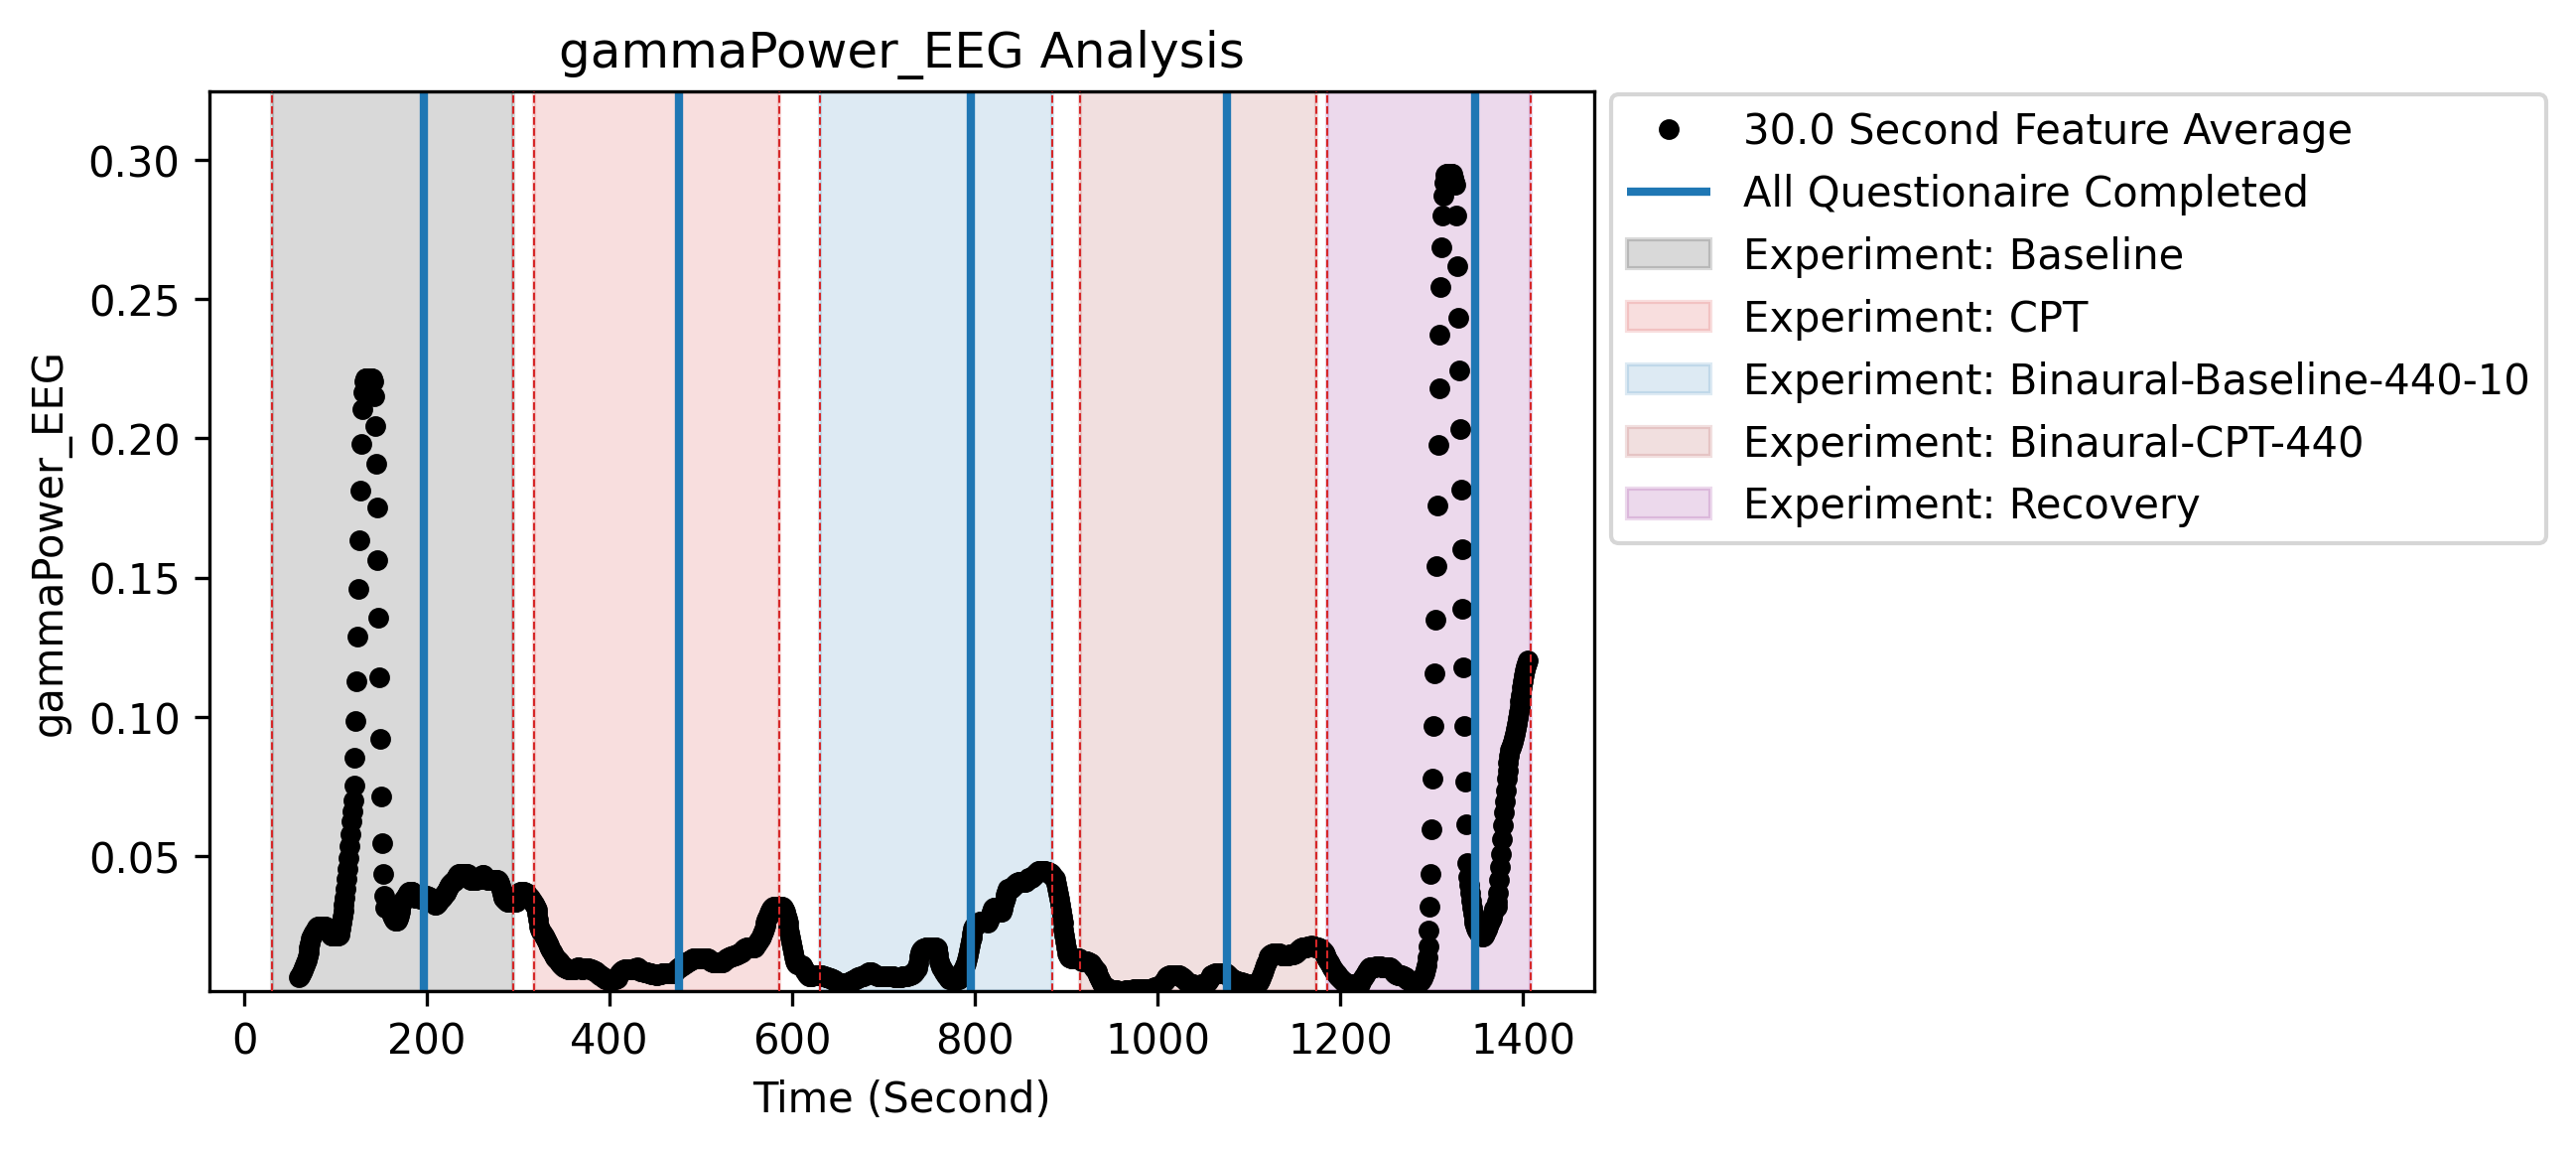 gammaPower_EEG Analysis
gammaPower_EEG
0.30
0.25
0.20
0.15
0.10
0.05
0 200 400 600 800 1000 1200 1400
Time (Second)
30.0 Second Feature Average
All Questionaire Completed
Experiment: Baseline
Experiment: CPT
Experiment: Binaural-Baseline-440-10
Experiment: Binaural-CPT-440
Experiment: Recovery